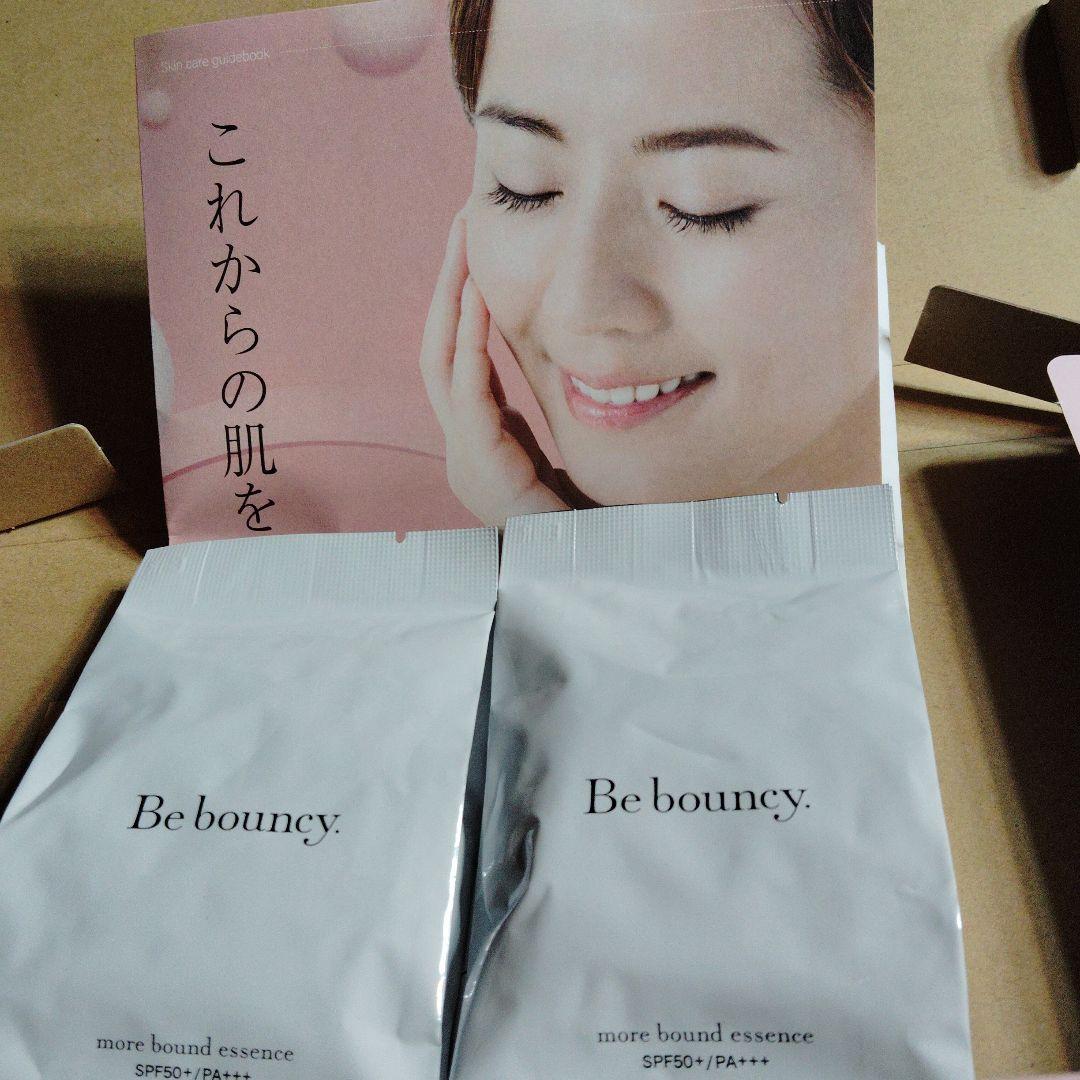 Skin care guidebook
これからの肌を
Be bouncy.
more bound essence
SPF50+/PA+++
Be bouncy.
more bound essence
SPF50+/PA+++